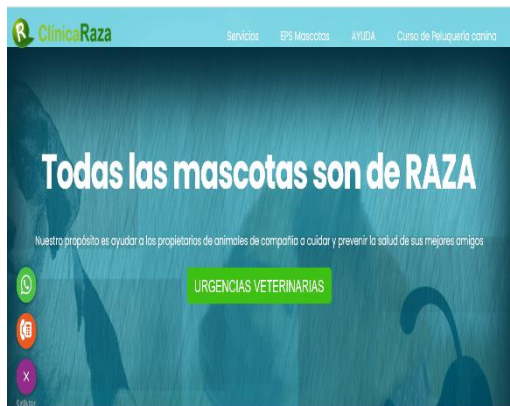 R ClínicaRaza
Servicios EPS Mascotas AYUDA Curso de Peluquería canina
Todas las mascotas son de RAZA
Nuestro propósito es ayudar a los propietarios de animales de compañía a cuidar y prevenir la salud de sus mejores amigos
URGENCIAS VETERINARIAS